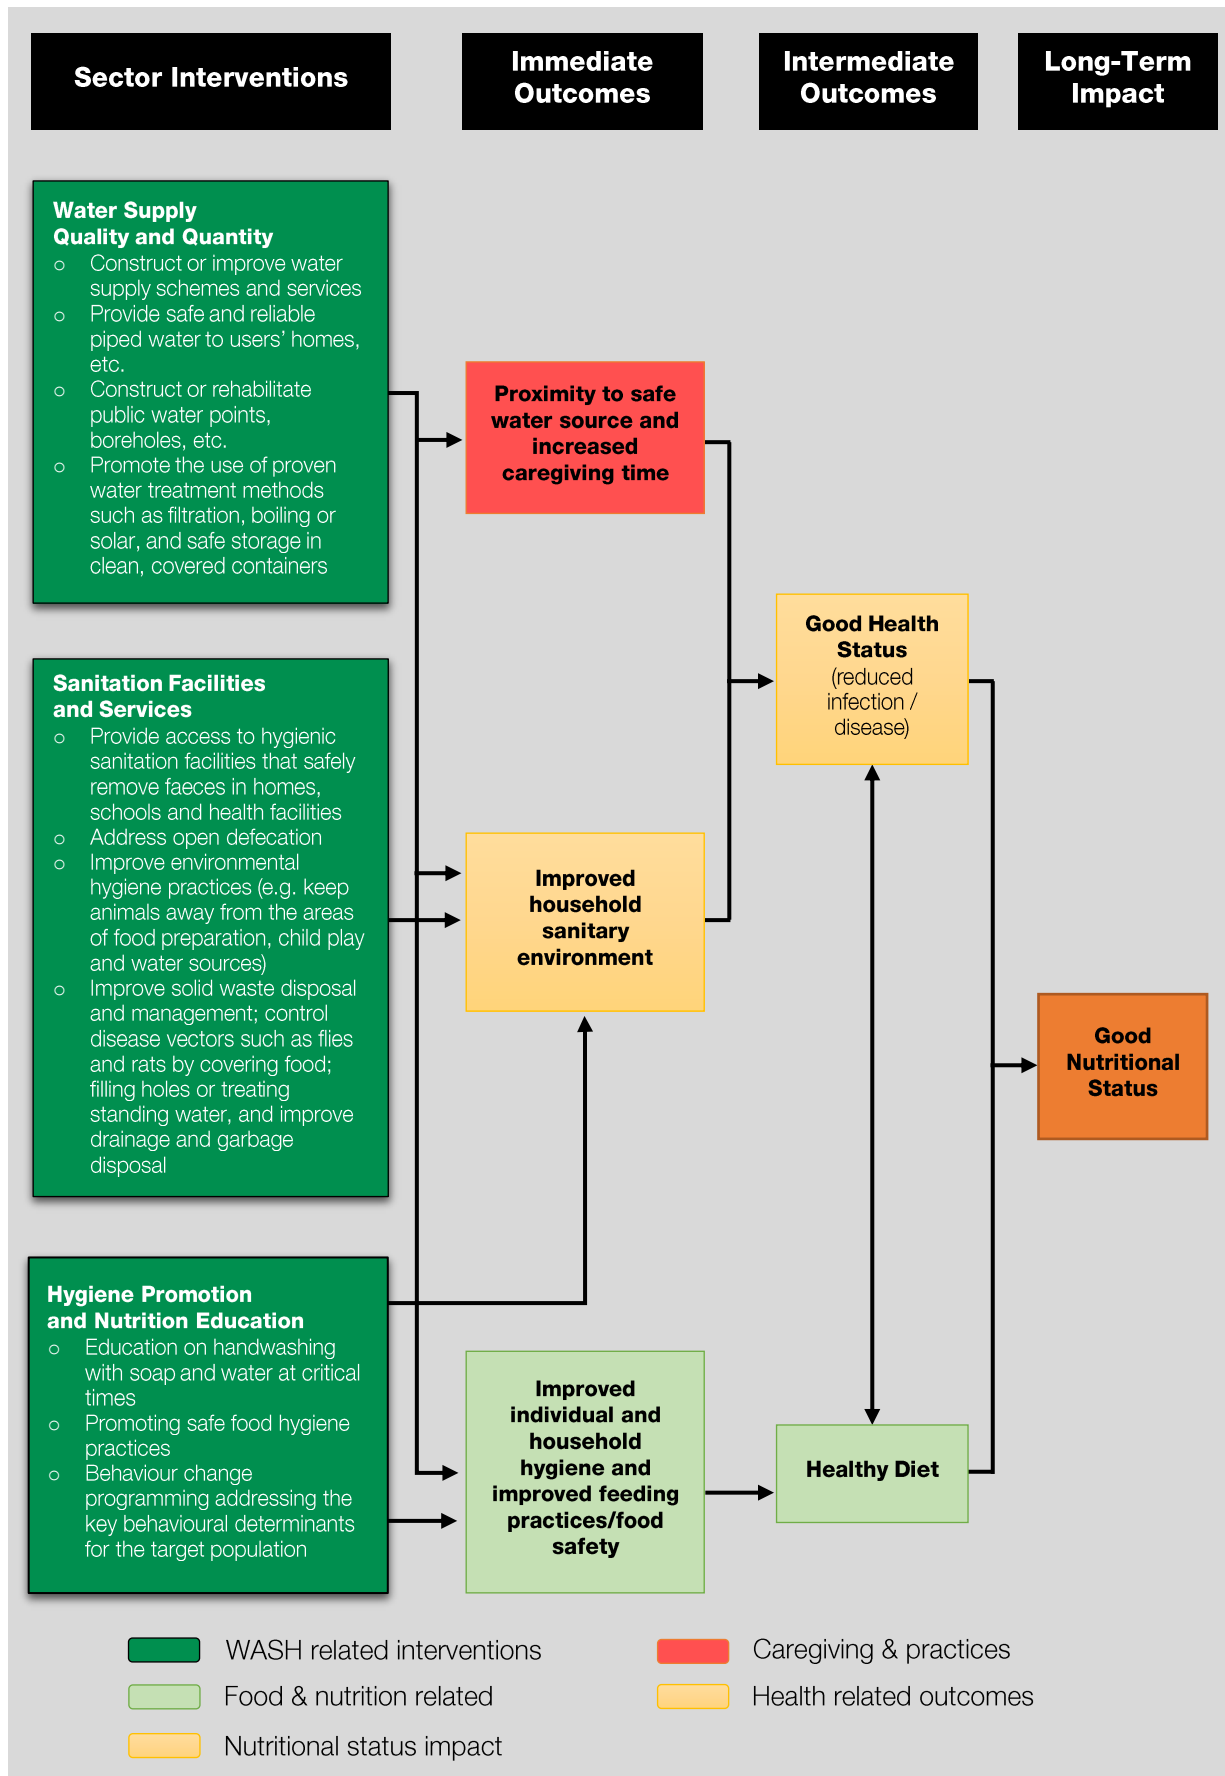 Sector Interventions
Immediate
Outcomes
Intermediate
Outcomes
Long-Term
Impact
Water Supply
Quality and Quantity
o Construct or improve water
supply schemes and services
o Provide safe and reliable
piped water to users’ homes,
etc.
o Construct or rehabilitate
public water points,
boreholes, etc.
o Promote the use of proven
water treatment methods
such as filtration, boiling or
solar, and safe storage in
clean, covered containers
Proximity to safe
water source and
increased
caregiving time
Good Health
Status
(reduced
infection /
disease)
Sanitation Facilities
and Services
o Provide access to hygienic
sanitation facilities that safely
remove faeces in homes,
schools and health facilities
o Address open defecation
o Improve environmental
hygiene practices (e.g. keep
animals away from the areas
of food preparation, child play
and water sources)
o Improve solid waste disposal
and management; control
disease vectors such as flies
and rats by covering food;
filling holes or treating
standing water, and improve
drainage and garbage
disposal
Improved
household
sanitary
environment
Good
Nutritional
Status
Hygiene Promotion
and Nutrition Education
o Education on handwashing
with soap and water at critical
times
o Promoting safe food hygiene
practices
o Behaviour change
programming addressing the
key behavioural determinants
for the target population
Improved
individual and
household
hygiene and
improved feeding
practices/food
safety
Healthy Diet
WASH related interventions
Caregiving & practices
Food & nutrition related
Health related outcomes
Nutritional status impact